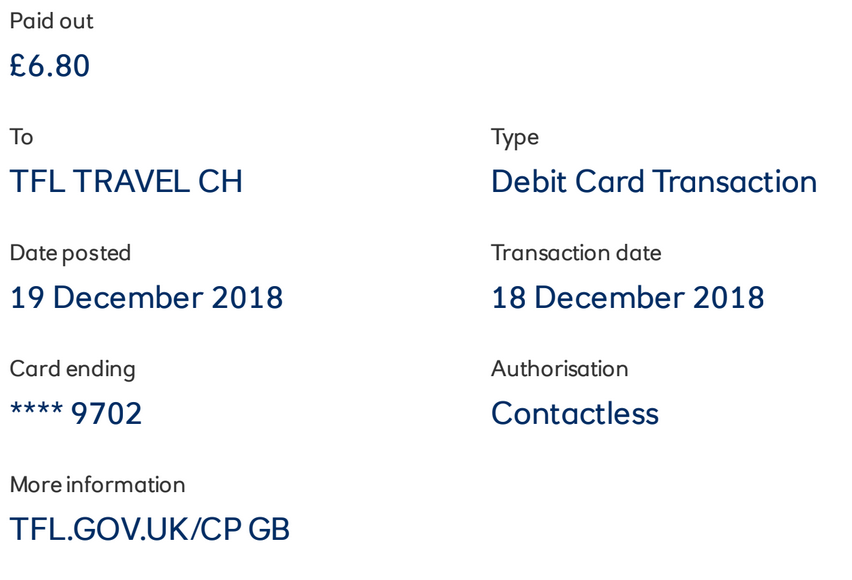 Paid out
£6.80
To
TFL TRAVEL CH
Type
Debit Card Transaction
Date posted
19 December 2018
Transaction date
18 December 2018
Card ending
**** 9702
Authorisation
Contactless
More information
TFL.GOV.UK/CP GB